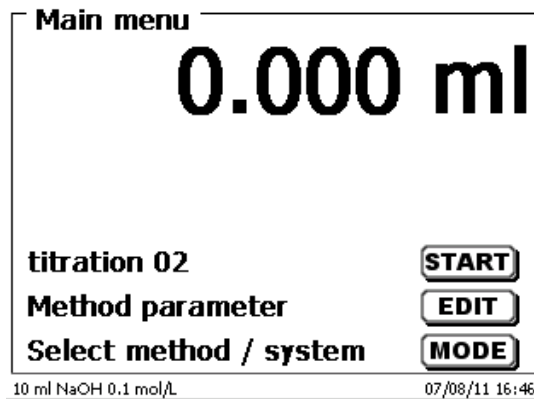 Main menu
0.000 ml
titration 02 START
Method parameter EDIT
Select method / system MODE
10 ml NaOH 0.1 mol/L 07/08/11 16:46